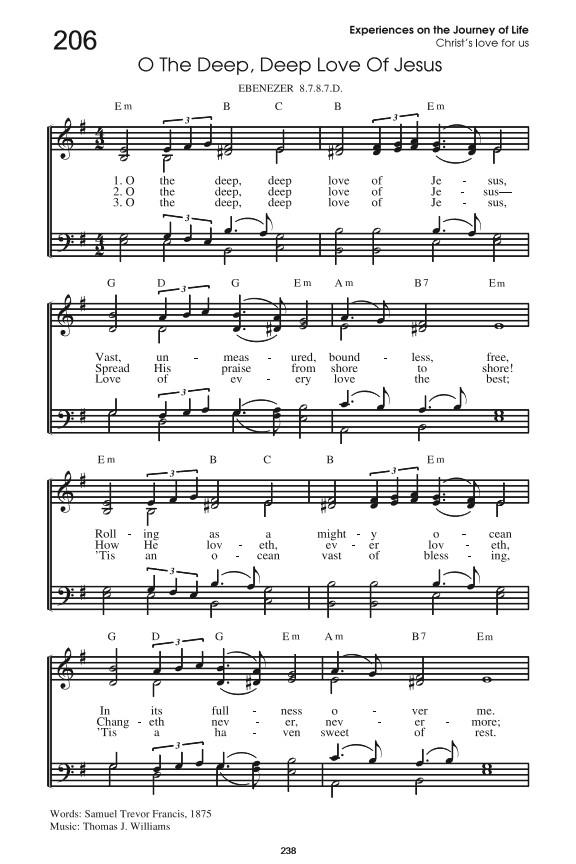 206
Experiences on the Journey of Life
Christ's love for us
O The Deep, Deep Love Of Jesus
EBENEZER 8.7.8.7.D.
Em B C B Em
3 3
4 2
1. O the deep, deep love of Je - sus,
2. O the deep, deep love of Je - sus—
3. O the deep, deep love of Je - sus,
3
4 2
G D G Em Am B7 Em
3
Vast, un - meas - ured, bound - less, free,
Spread His praise from shore to shore!
Love of ev - ery love the best;
3
Em B C B Em
3 3
Roll - ing as a might - y o - cean
How He lov - eth, ev - er lov - eth,
'Tis an o - cean vast of bless - ing,
3
G D G Em Am B7 Em
3
In its full - ness o - ver me.
Chang - eth nev - er, nev - er - more;
'Tis a ha - ven sweet of rest.
3
Words: Samuel Trevor Francis, 1875
Music: Thomas J. Williams
238